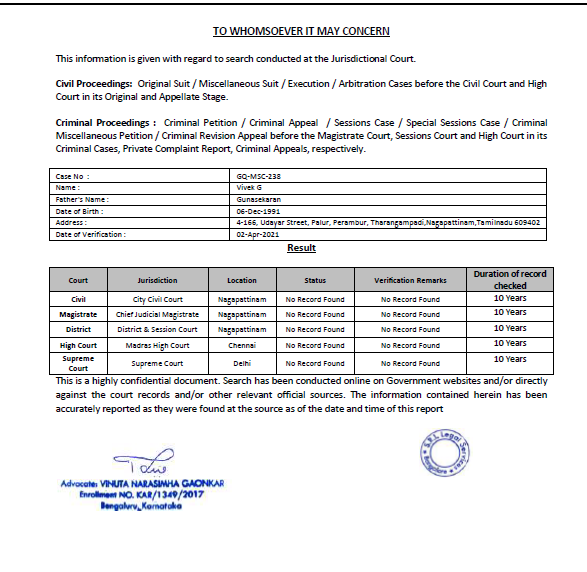 TO WHOMSOEVER IT MAY CONCERN
This information is given with regard to search conducted at the Jurisdictional Court.
Civil Proceedings: Original Suit / Miscellaneous Suit / Execution / Arbitration Cases before the Civil Court and High
Court in its Original and Appellate Stage.
Criminal Proceedings : Criminal Petition / Criminal Appeal / Sessions Case / Special Sessions Case / Criminal
Miscellaneous Petition / Criminal Revision Appeal before the Magistrate Court, Sessions Court and High Court in its
Criminal Cases, Private Complaint Report, Criminal Appeals, respectively.
Case No : GQ-MSC-238
Name : Vivek G
Father's Name : Gunasekaran
Date of Birth : 06-Dec-1991
Address : 4-166, Udayar Street, Palur, Perambur, Tharangampadi,Nagapattinam,Tamilnadu 609402
Date of Verification : 02-Apr-2021
Result
Court Jurisdiction Location Status Verification Remarks Duration of record checked
Civil City Civil Court Nagapattinam No Record Found No Record Found 10 Years
Magistrate Chief Judicial Magistrate Nagapattinam No Record Found No Record Found 10 Years
District District & Session Court Nagapattinam No Record Found No Record Found 10 Years
High Court Madras High Court Chennai No Record Found No Record Found 10 Years
Supreme Court Supreme Court Delhi No Record Found No Record Found 10 Years
This is a highly confidential document. Search has been conducted online on Government websites and/or directly
against the court records and/or other relevant official sources. The information contained herein has been
accurately reported as they were found at the source as of the date and time of this report
Advocate: VINUTA NARASIMHA GAONKAR
Enrollment NO. KAR/1349/2017
Bengaluru, Karnataka
S.R.L Legal Services
Bangalore